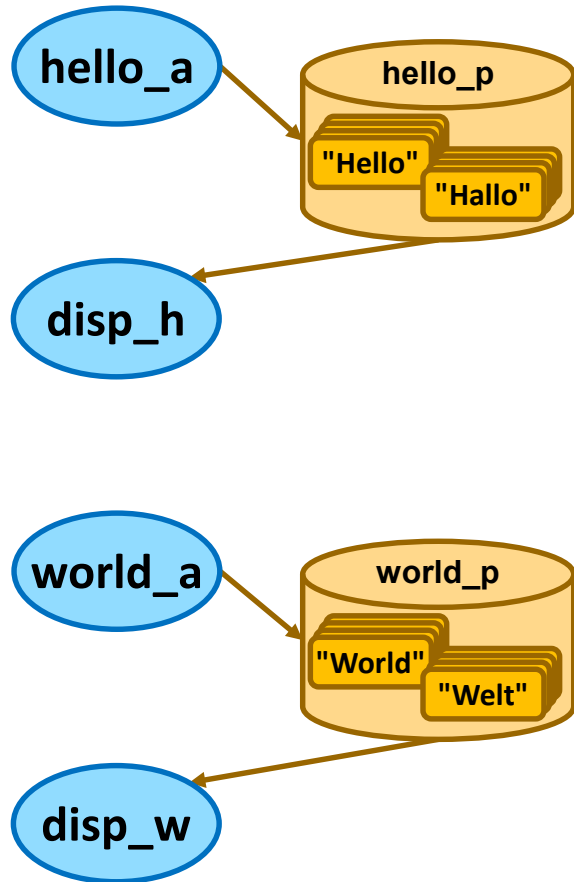 hello_a
hello_p
"Hello"
"Hallo"
disp_h
world_a
world_p
"World"
"Welt"
disp_w